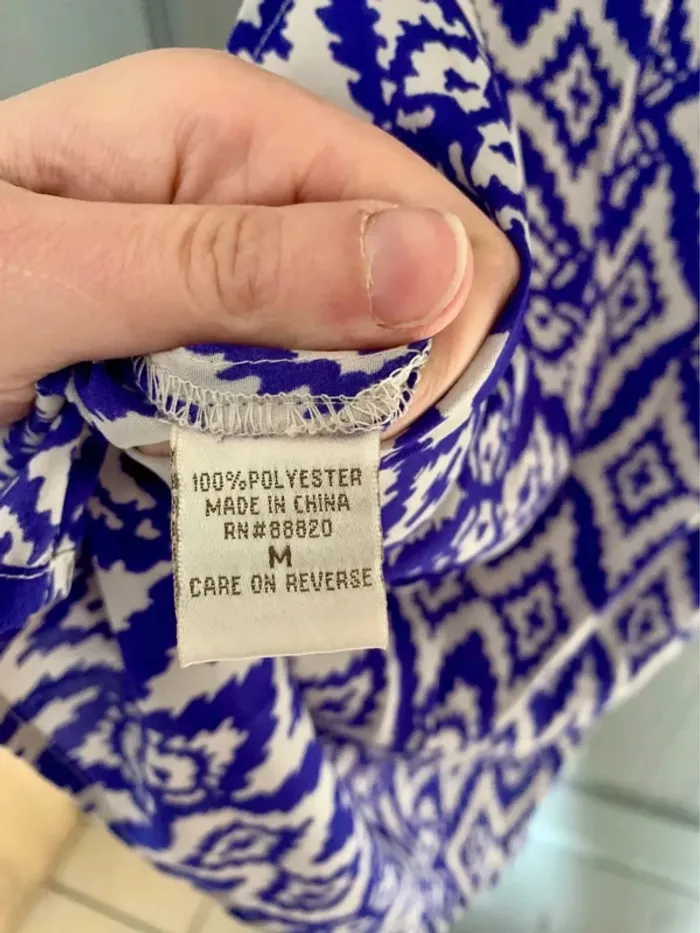 100%POLYESTER
MADE IN CHINA
RN#88820
M
CARE ON REVERSE